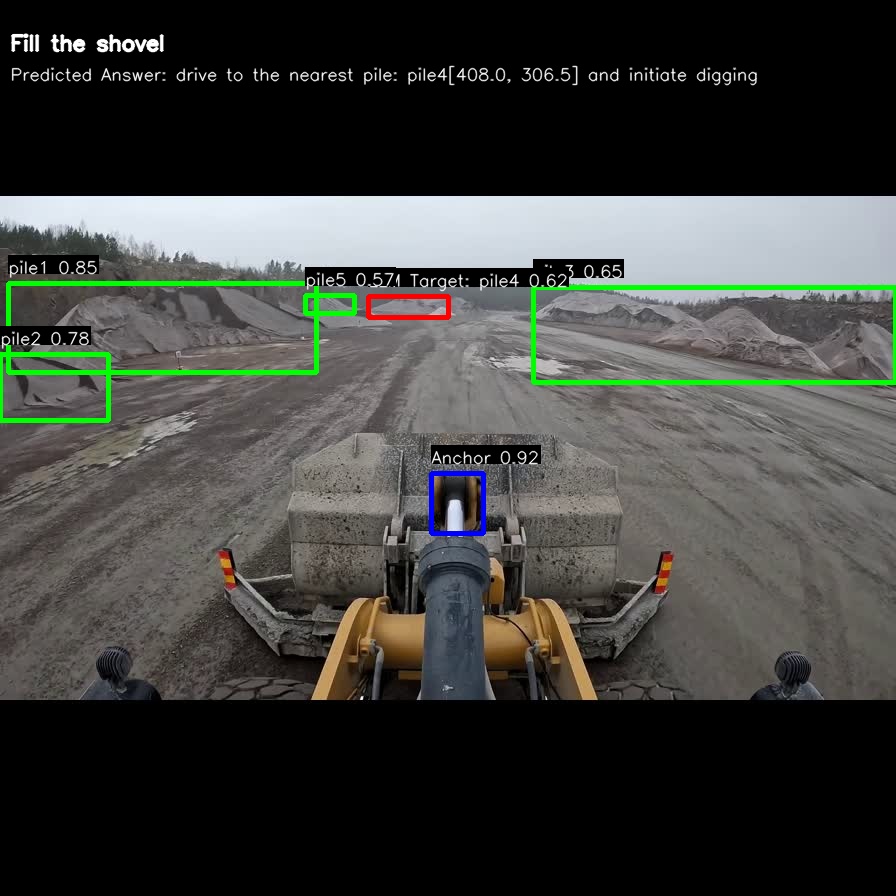 Fill the shovel
Predicted Answer: drive to the nearest pile: pile4[408.0, 306.5] and initiate digging
pile1 0.85
pile5 0.57
Target: pile4 0.62
3 0.65
pile2 0.78
Anchor 0.92